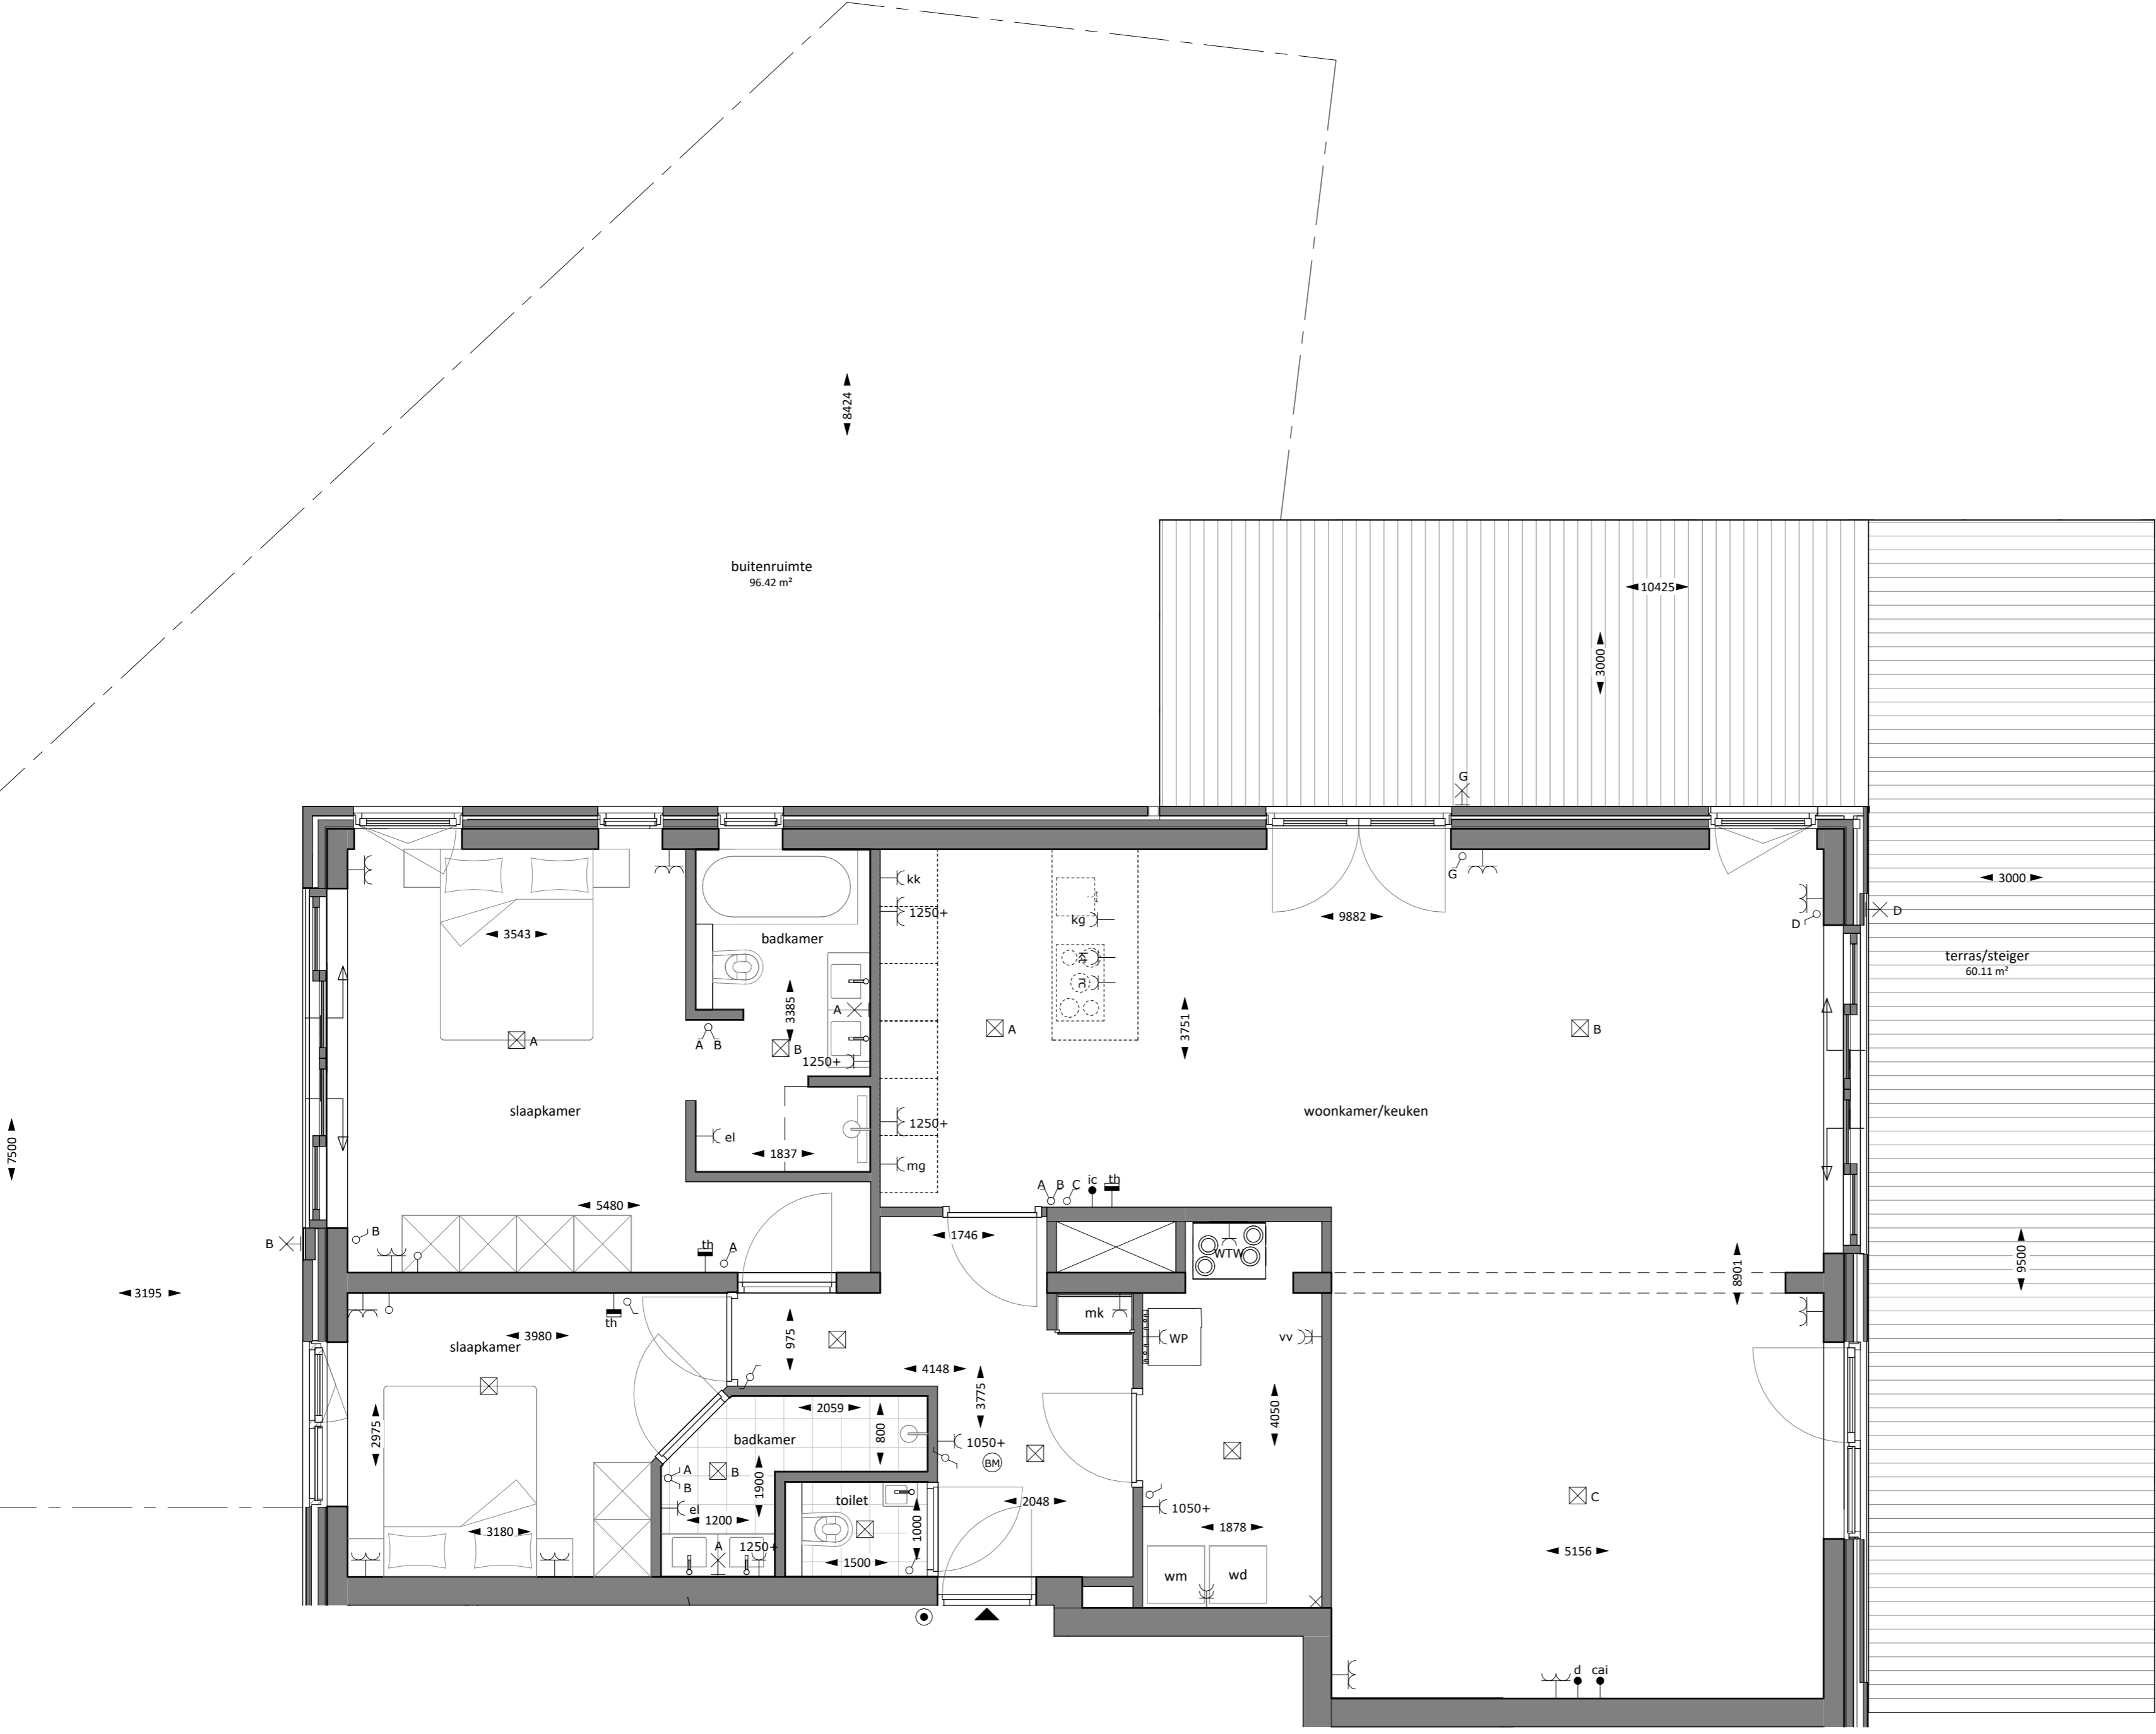 8424
buitenruimte
96.42 m²
10425
3000
G
3000
kk
1250+
kg
9882
G
D
D
3543
badkamer
terras/steiger
60.11 m²
kt
rc
3385
A
A
B
A
B
1250+
A
3751
B
7500
slaapkamer
el
1250+
woonkamer/keuken
1837
mg
5480
A
B
C
ic
th
B
B
th
A
1746
WTW
8901
9500
3195
th
3980
slaapkamer
975
mk
WP
vv
4148
3775
2975
2059
800
4050
badkamer
1050+
BM
A
B
B
1900
el
1200
toilet
1000
2048
1050+
C
3180
A
1250+
1500
1878
5156
wm
wd
d
cai